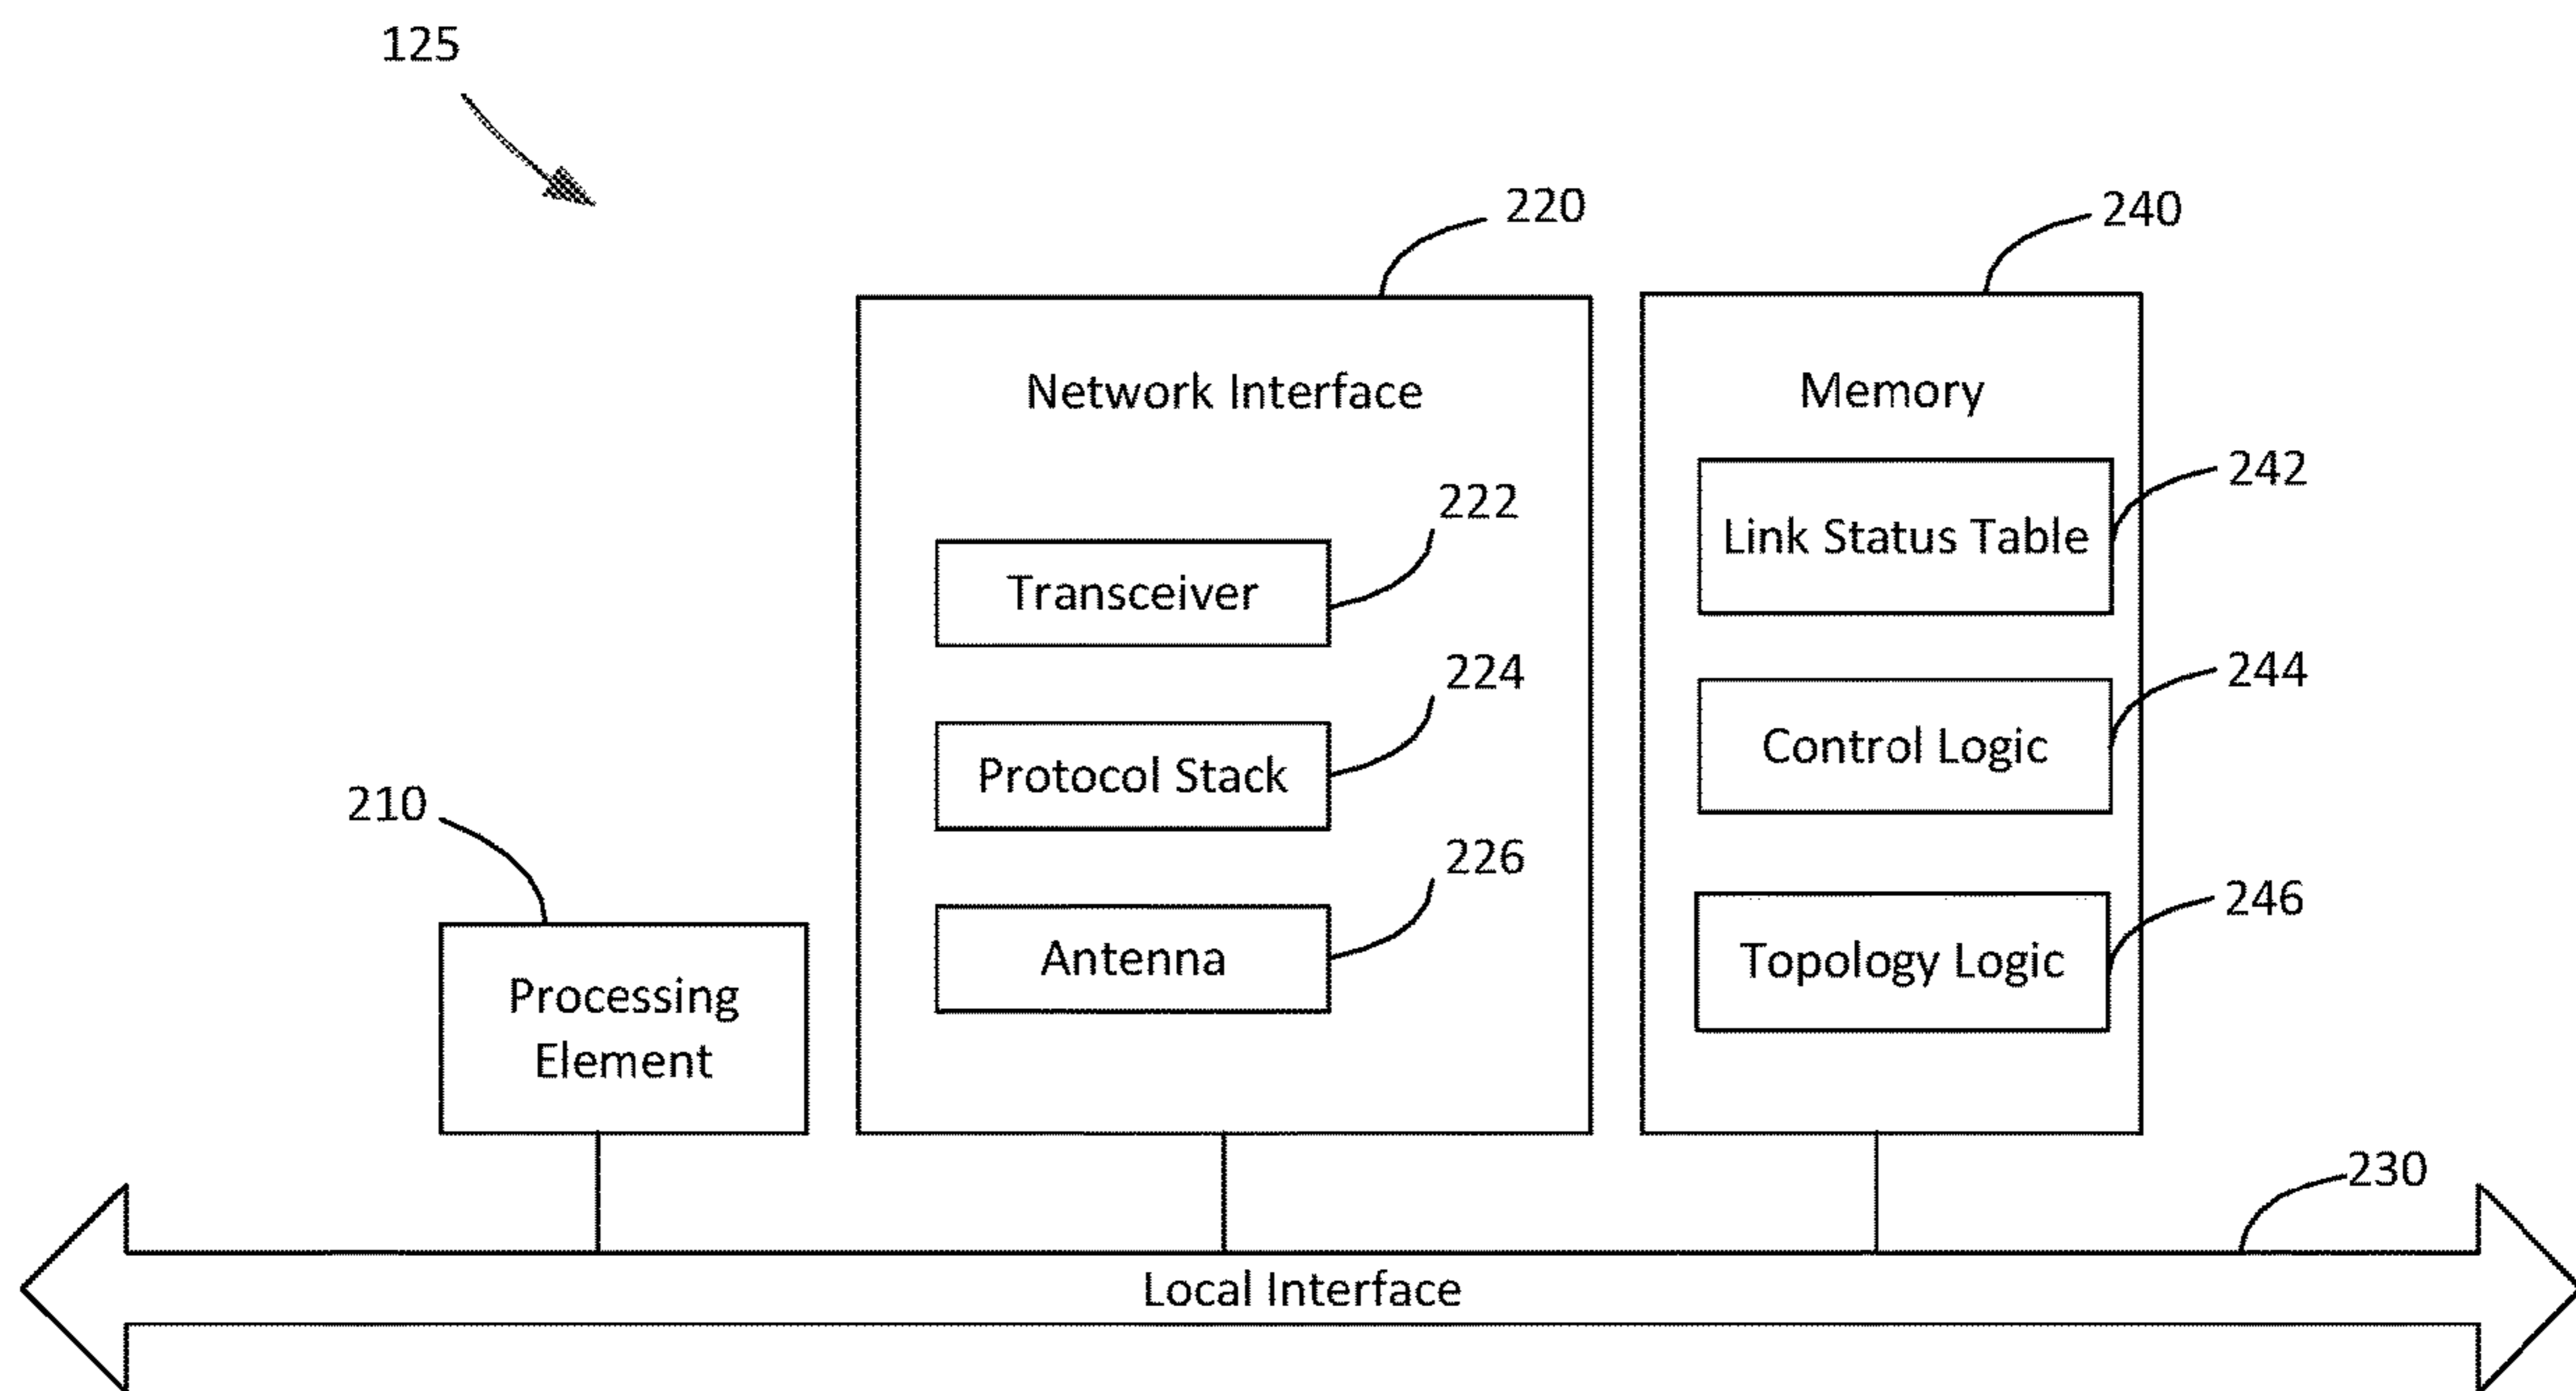 125
220
240
Network Interface
Memory
242
222
Link Status Table
Transceiver
224
244
Protocol Stack
Control Logic
210
226
246
Antenna
Topology Logic
Processing
Element
230
Local Interface